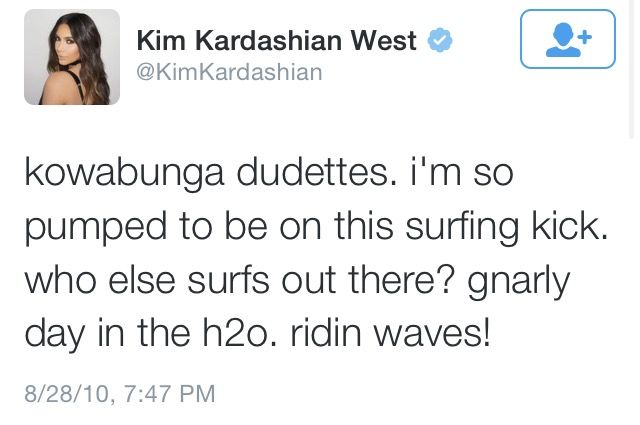 Kim Kardashian West
@KimKardashian
kowabunga dudettes. i'm so
pumped to be on this surfing kick.
who else surfs out there? gnarly
day in the h2o. ridin waves!
8/28/10, 7:47 PM